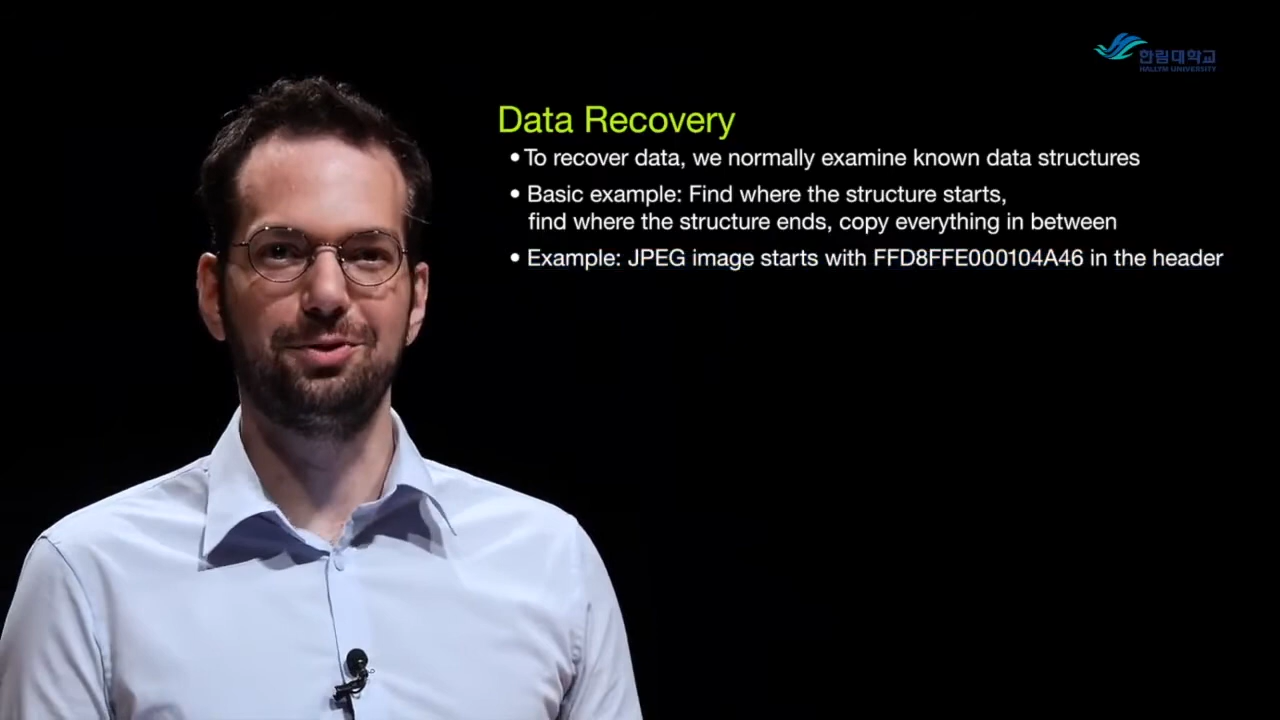 한림대학교
HALLYM UNIVERSITY
Data Recovery
• To recover data, we normally examine known data structures
• Basic example: Find where the structure starts,
find where the structure ends, copy everything in between
• Example: JPEG image starts with FFD8FFE000104A46 in the header